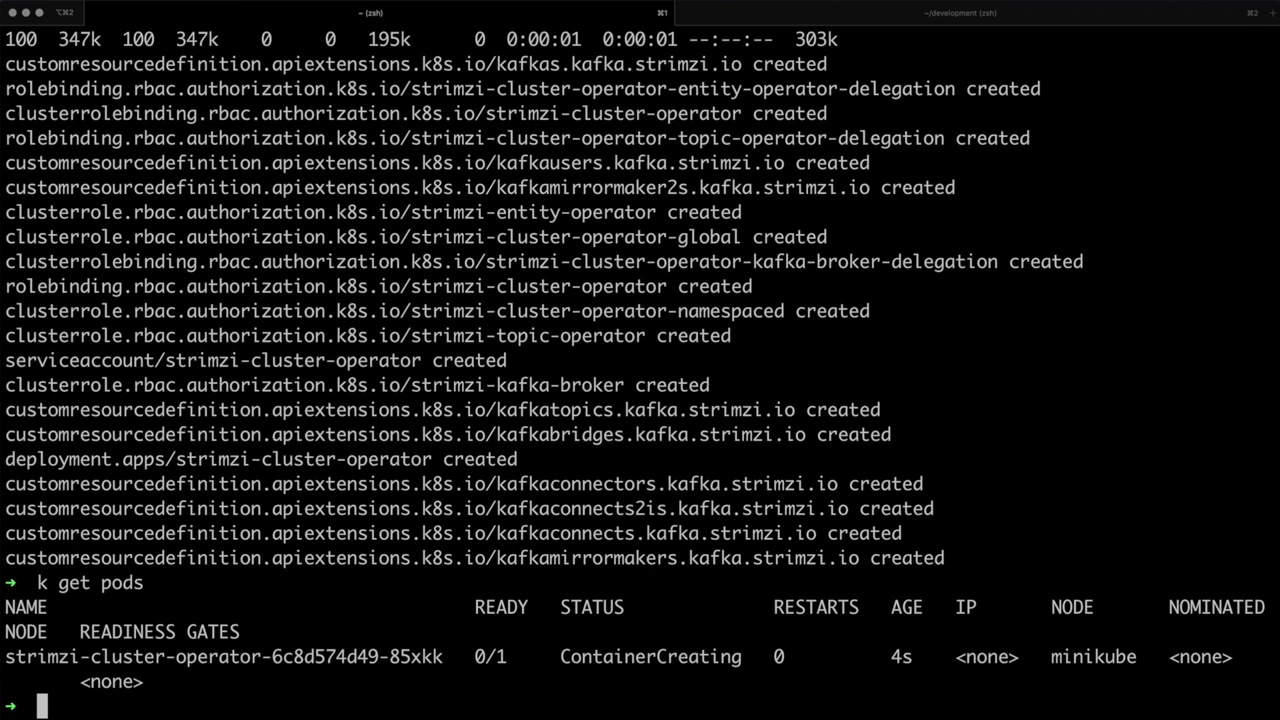 ⌥⌘2 ~ (zsh) ⌘1 ~/development (zsh) ⌘2 +
100 347k 100 347k 0 0 195k 0 0:00:01 0:00:01 --:--:-- 303k
customresourcedefinition.apiextensions.k8s.io/kafkas.kafka.strimzi.io created
rolebinding.rbac.authorization.k8s.io/strimzi-cluster-operator-entity-operator-delegation created
clusterrolebinding.rbac.authorization.k8s.io/strimzi-cluster-operator created
rolebinding.rbac.authorization.k8s.io/strimzi-cluster-operator-topic-operator-delegation created
customresourcedefinition.apiextensions.k8s.io/kafkausers.kafka.strimzi.io created
customresourcedefinition.apiextensions.k8s.io/kafkamirrormaker2s.kafka.strimzi.io created
clusterrole.rbac.authorization.k8s.io/strimzi-entity-operator created
clusterrole.rbac.authorization.k8s.io/strimzi-cluster-operator-global created
clusterrolebinding.rbac.authorization.k8s.io/strimzi-cluster-operator-kafka-broker-delegation created
rolebinding.rbac.authorization.k8s.io/strimzi-cluster-operator created
clusterrole.rbac.authorization.k8s.io/strimzi-cluster-operator-namespaced created
clusterrole.rbac.authorization.k8s.io/strimzi-topic-operator created
serviceaccount/strimzi-cluster-operator created
clusterrole.rbac.authorization.k8s.io/strimzi-kafka-broker created
customresourcedefinition.apiextensions.k8s.io/kafkatopics.kafka.strimzi.io created
customresourcedefinition.apiextensions.k8s.io/kafkabridges.kafka.strimzi.io created
deployment.apps/strimzi-cluster-operator created
customresourcedefinition.apiextensions.k8s.io/kafkaconnectors.kafka.strimzi.io created
customresourcedefinition.apiextensions.k8s.io/kafkaconnects2is.kafka.strimzi.io created
customresourcedefinition.apiextensions.k8s.io/kafkaconnects.kafka.strimzi.io created
customresourcedefinition.apiextensions.k8s.io/kafkamirrormakers.kafka.strimzi.io created
➜ k get pods
NAME READY STATUS RESTARTS AGE IP NODE NOMINATED
NODE READINESS GATES
strimzi-cluster-operator-6c8d574d49-85xkk 0/1 ContainerCreating 0 4s <none> minikube <none>
<none>
➜